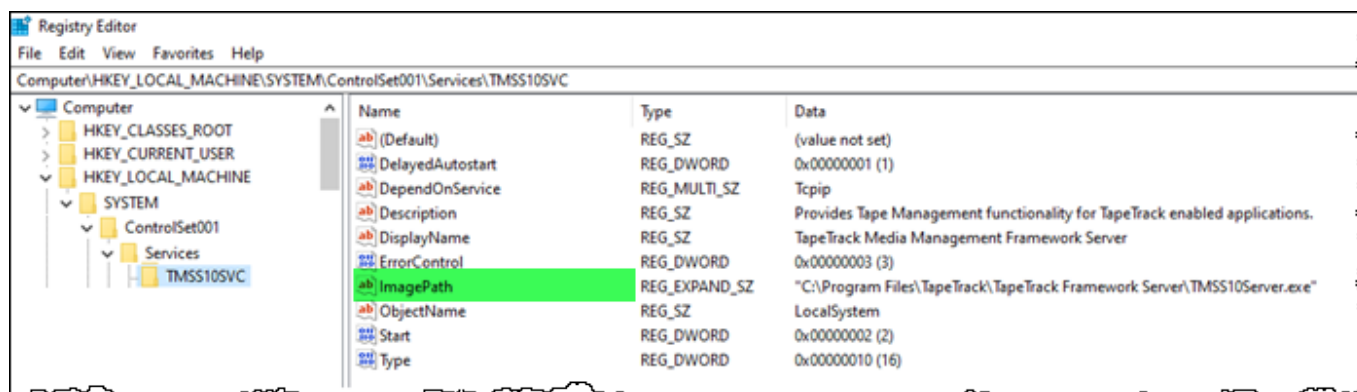 Registry Editor
File Edit View Favorites Help
Computer\HKEY_LOCAL_MACHINE\SYSTEM\ControlSet001\Services\TMSS10SVC
Computer
HKEY_CLASSES_ROOT
HKEY_CURRENT_USER
HKEY_LOCAL_MACHINE
SYSTEM
ControlSet001
Services
TMSS10SVC
Name Type Data
(Default) REG_SZ (value not set)
DelayedAutostart REG_DWORD 0x00000001 (1)
DependOnService REG_MULTI_SZ Tcpip
Description REG_SZ Provides Tape Management functionality for TapeTrack enabled applications.
DisplayName REG_SZ TapeTrack Media Management Framework Server
ErrorControl REG_DWORD 0x00000003 (3)
ImagePath REG_EXPAND_SZ "C:\Program Files\TapeTrack\TapeTrack Framework Server\TMSS10Server.exe"
ObjectName REG_SZ LocalSystem
Start REG_DWORD 0x00000002 (2)
Type REG_DWORD 0x00000010 (16)